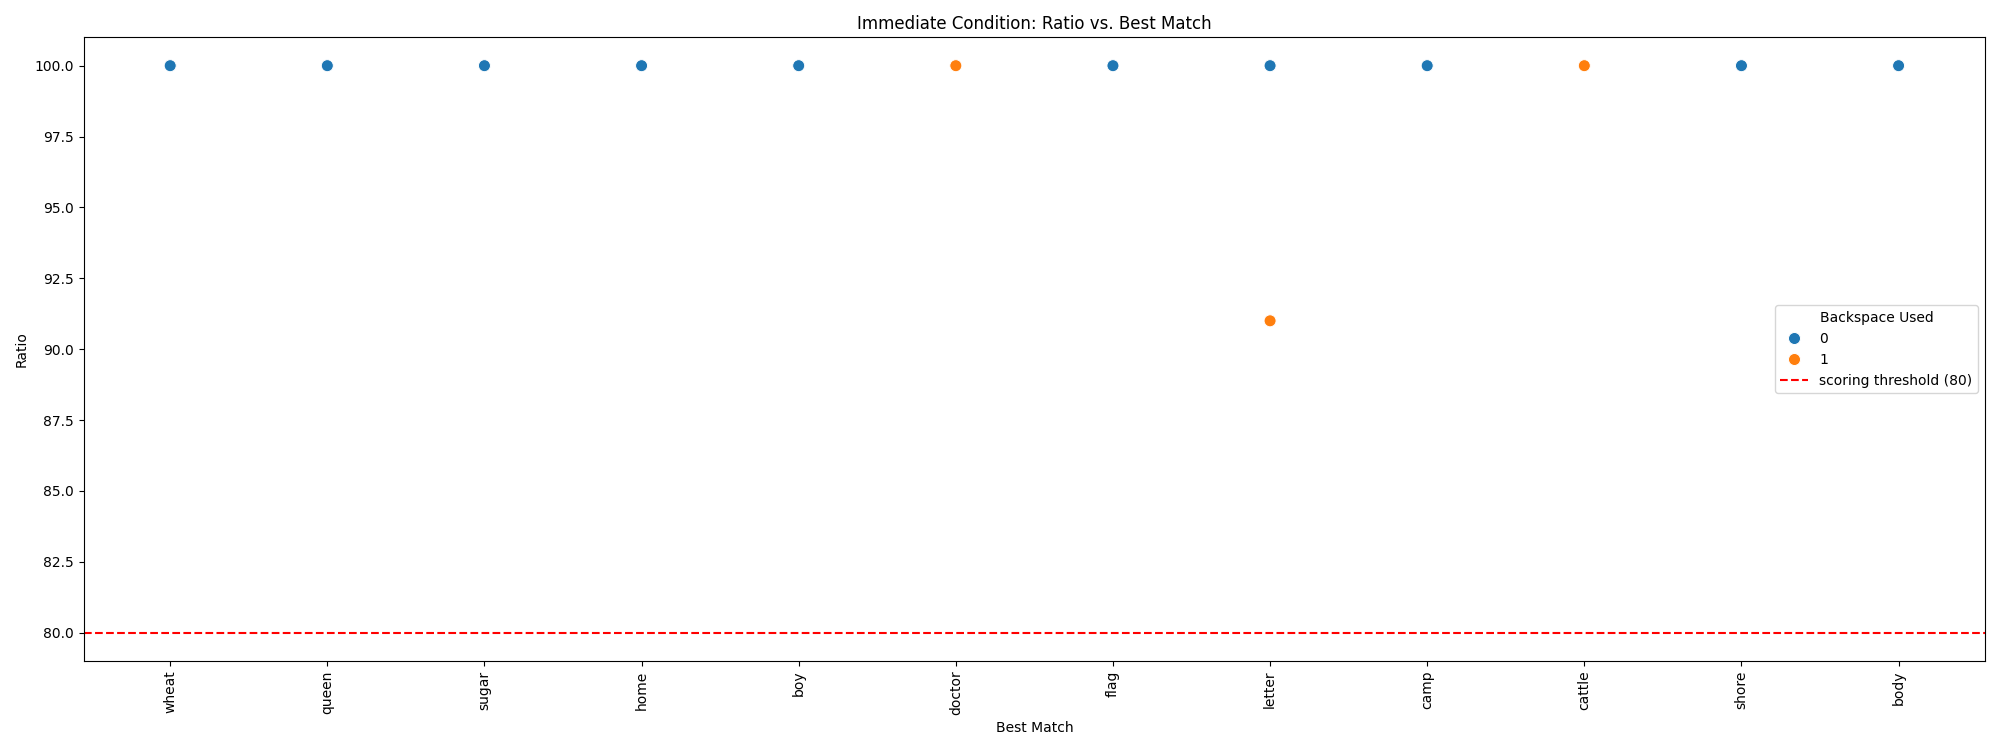 Immediate Condition: Ratio vs. Best Match
100.0
97.5
95.0
92.5
90.0
87.5
85.0
82.5
80.0
Ratio
Backspace Used
0
1
scoring threshold (80)
wheat
queen
sugar
home
boy
doctor
flag
letter
camp
cattle
shore
body
Best Match